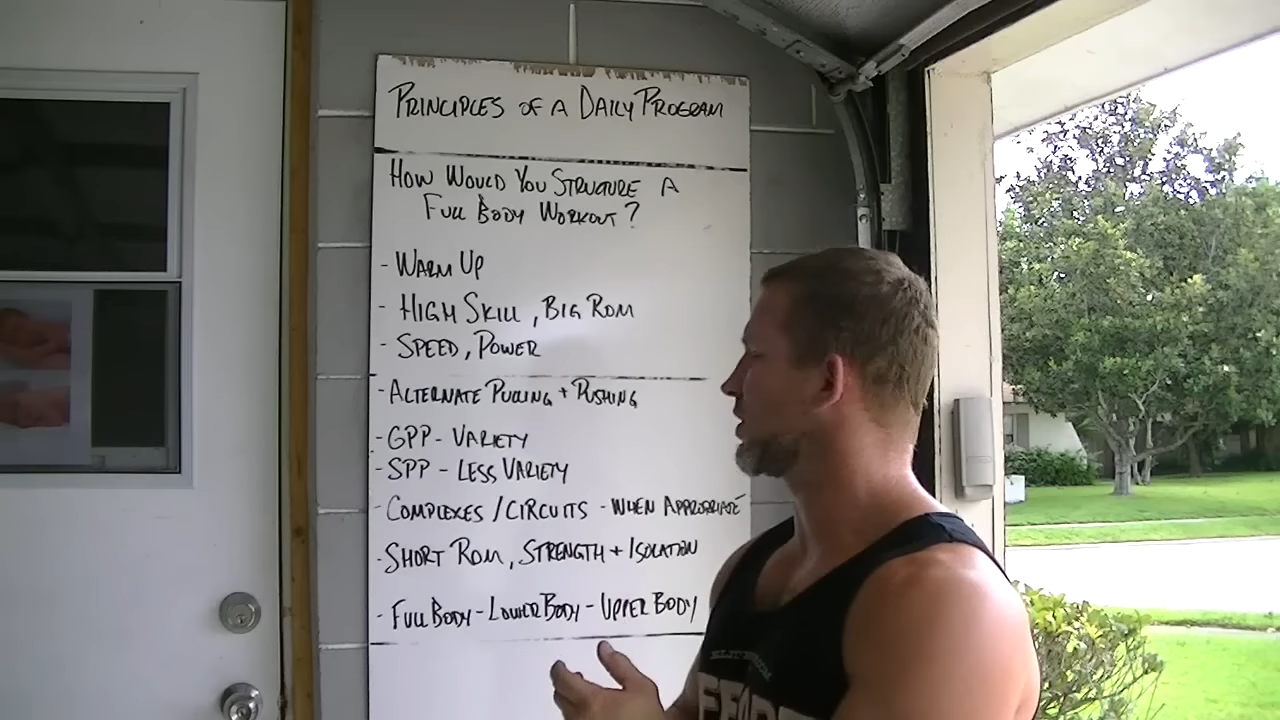 PRINCIPLES OF A DAILY PROGRAM
HOW WOULD YOU STRUCTURE A
FULL BODY WORKOUT?
- WARM UP
- HIGH SKILL, BIG ROM
- SPEED, POWER
- ALTERNATE PULLING + PUSHING
- GPP - VARIETY
- SPP - LESS VARIETY
- COMPLEXES / CIRCUITS - WHEN APPROPRIATE
- SHORT ROM, STRENGTH + ISOLATION
- FULL BODY - LOWER BODY - UPPER BODY